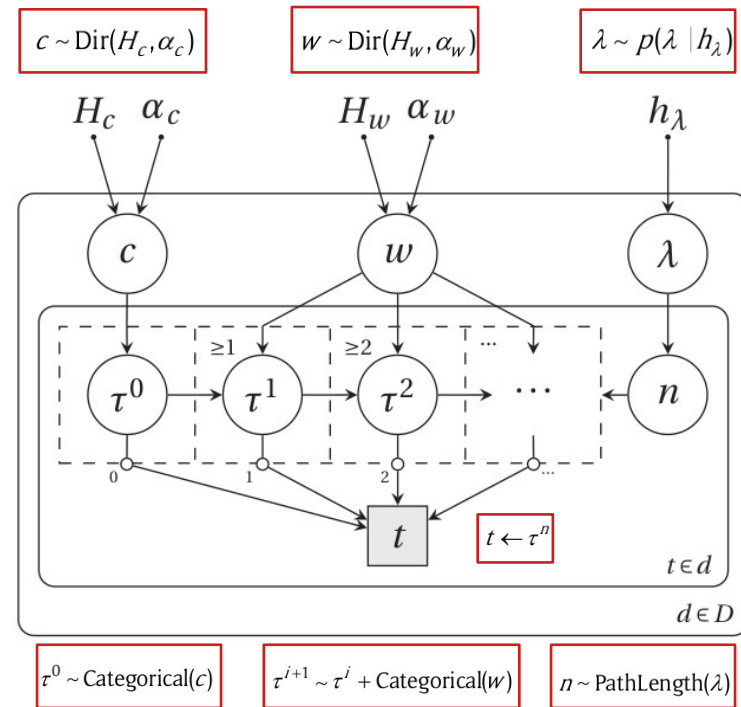 c ~ Dir(H_c, α_c) w ~ Dir(H_w, α_w) λ ~ p(λ | h_λ)
H_c α_c H_w α_w h_λ
c w λ
≥1 ≥2 ...
τ^0 τ^1 τ^2 ... n
0 1 2 ...
t t ← τ^n
t ∈ d
d ∈ D
τ^0 ~ Categorical(c) τ^{i+1} ~ τ^i + Categorical(w) n ~ PathLength(λ)